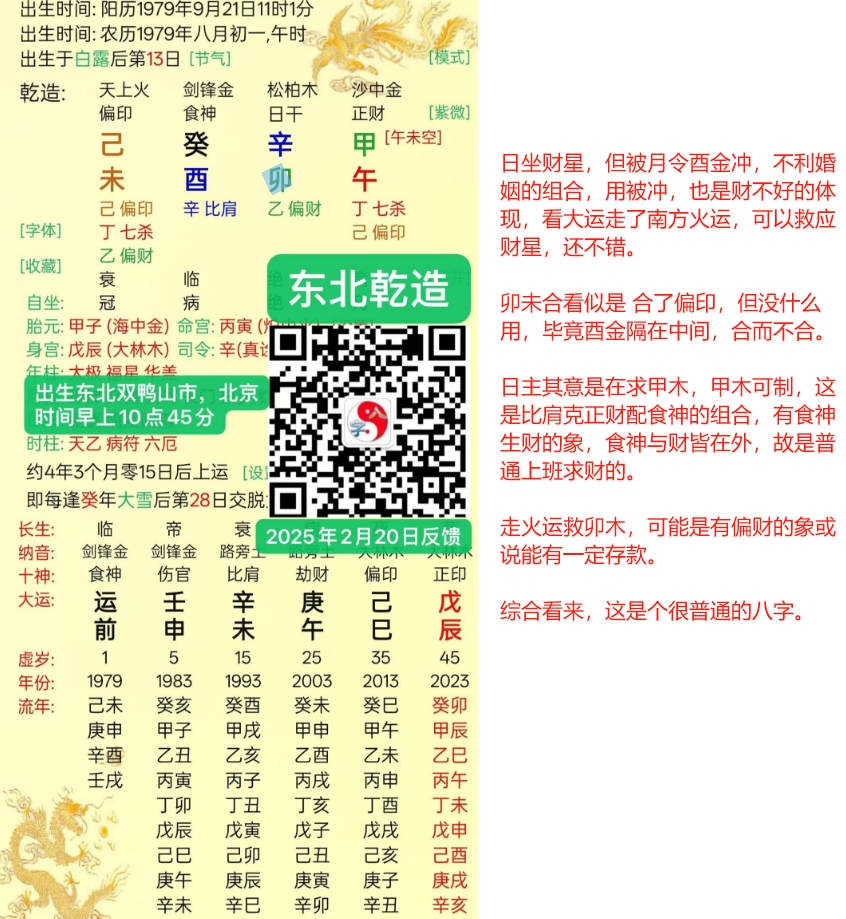 出生时间: 阳历1979年9月21日11时1分
出生时间: 农历1979年八月初一,午时
出生于白露后第13日 [节气] [模式]
乾造: 天上火 剑锋金 松柏木 沙中金
偏印 食神 日干 正财 [紫微]
己 癸 辛 甲 [午未空]
未 酉 卯 午
己 偏印 辛 比肩 乙 偏财 丁 七杀
[字体] 丁 七杀 己 偏印
乙 偏财
[收藏]
衰 临
自坐: 冠 病
东北乾造
胎元: 甲子 (海中金) 命宫: 丙寅
身宫: 戊辰 (大林木) 司令: 辛
年柱: 太极 福星 华盖
出生东北双鸭山市，北京
时间早上10点45分
时柱: 天乙 病符 六厄
约4年3个月零15日后上运
即每逢癸年大雪后第28日交脱
2025年2月20日反馈
长生: 临 帝 衰
纳音: 剑锋金 剑锋金 路旁土 路旁土 大林木 大林木
十神: 食神 伤官 比肩 劫财 偏印 正印
大运: 运前 壬申 辛未 庚午 己巳 戊辰
虚岁: 1 5 15 25 35 45
年份: 1979 1983 1993 2003 2013 2023
流年: 己未 癸亥 癸酉 癸未 癸巳 癸卯
庚申 甲子 甲戌 甲申 甲午 甲辰
辛酉 乙丑 乙亥 乙酉 乙未 乙巳
壬戌 丙寅 丙子 丙戌 丙申 丙午
丁卯 丁丑 丁亥 丁酉 丁未
戊辰 戊寅 戊子 戊戌 戊申
己巳 己卯 己丑 己亥 己酉
庚午 庚辰 庚寅 庚子 庚戌
辛未 辛巳 辛卯 辛丑 辛亥
日坐财星，但被月令酉金冲，不利婚
姻的组合，用被冲，也是财不好的体
现，看大运走了南方火运，可以救应
财星，还不错。
卯未合看似是 合了偏印，但没什么
用，毕竟酉金隔在中间，合而不合。
日主其意是在求甲木，甲木可制，这
是比肩克正财配食神的组合，有食神
生财的象，食神与财皆在外，故是普
通上班求财的。
走火运救卯木，可能是有偏财的象或
说能有一定存款。
综合看来，这是个很普通的八字。